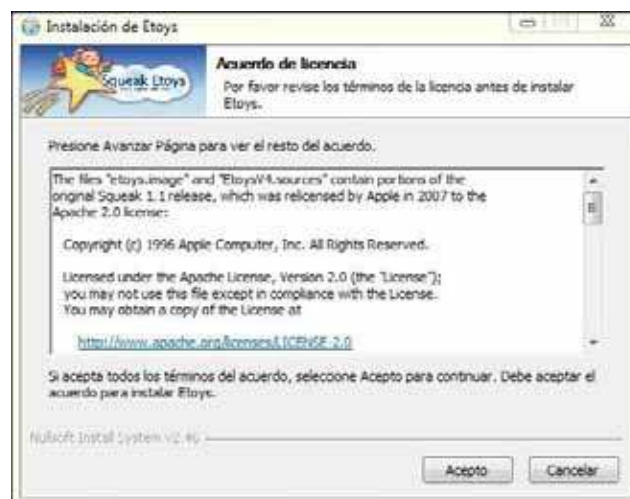 Instalación de Etoys
Squeak Etoys
Acuerdo de licencia
Por favor revise los términos de la licencia antes de instalar
Etoys.
Presione Avanzar Página para ver el resto del acuerdo.
The files "etoys.image" and "EtoysV4.sources" contain portions of the
original Squeak 1.1 release, which was relicensed by Apple in 2007 to the
Apache 2.0 license:
Copyright (c) 1996 Apple Computer, Inc. All Rights Reserved.
Licensed under the Apache License, Version 2.0 (the "License");
you may not use this file except in compliance with the License.
You may obtain a copy of the License at
http://www.apache.org/licenses/LICENSE-2.0
Si acepta todos los términos del acuerdo, seleccione Acepto para continuar. Debe aceptar el
acuerdo para instalar Etoys.
Nullsoft Install System v2.46
Acepto
Cancelar